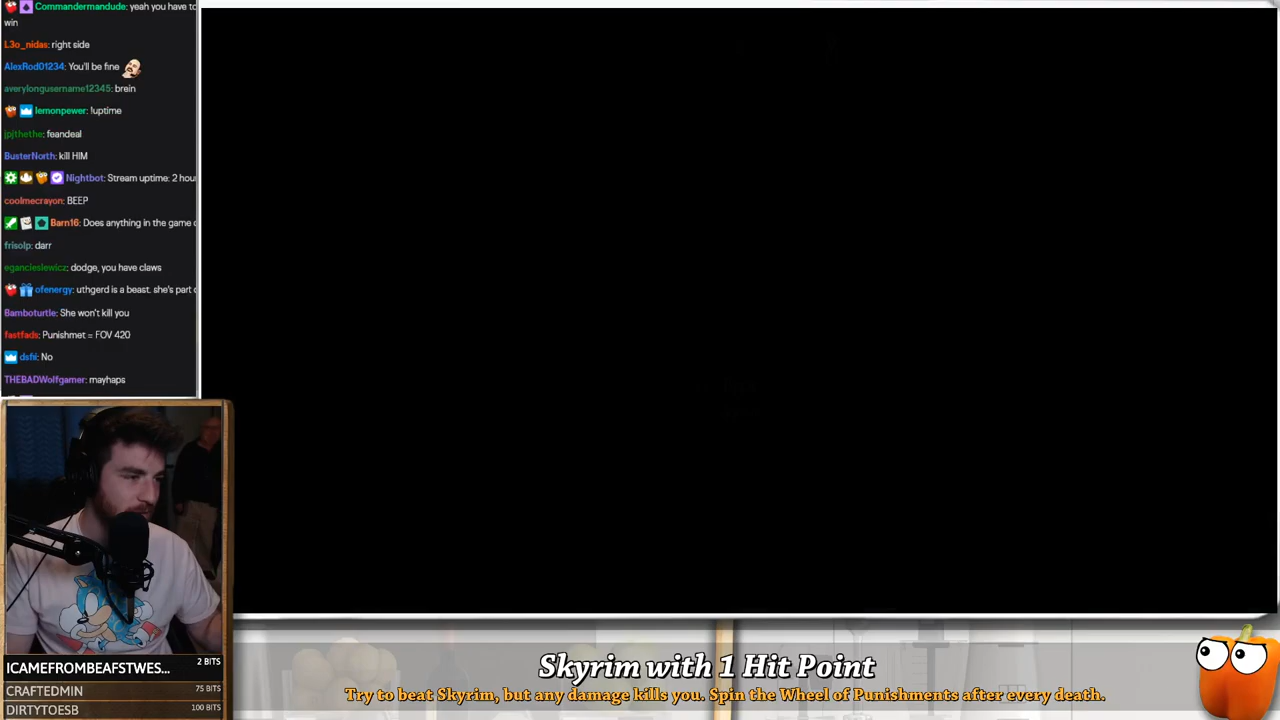 Commandermandude: yeah you have to
win
L3o_nidas: right side
AlexRod01234: You'll be fine
averylongusername12345: brein
lemonpewer: !uptime
jpjthethe: feandeal
BusterNorth: kill HIM
Nightbot: Stream uptime: 2 hou
coolmecrayon: BEEP
Barn16: Does anything in the game
frisolp: darr
egancieslewicz: dodge, you have claws
ofenergy: uthgerd is a beast. she's part
Bamboturtle: She won't kill you
fastfads: Punishmet = FOV 420
dsfil: No
THEBADWolfgamer: mayhaps
ICAMEFROMBEAFSTWES... 2 BITS
CRAFTEDMIN 75 BITS
DIRTYTOESB 100 BITS
Skyrim with 1 Hit Point
Try to beat Skyrim, but any damage kills you. Spin the Wheel of Punishments after every death.